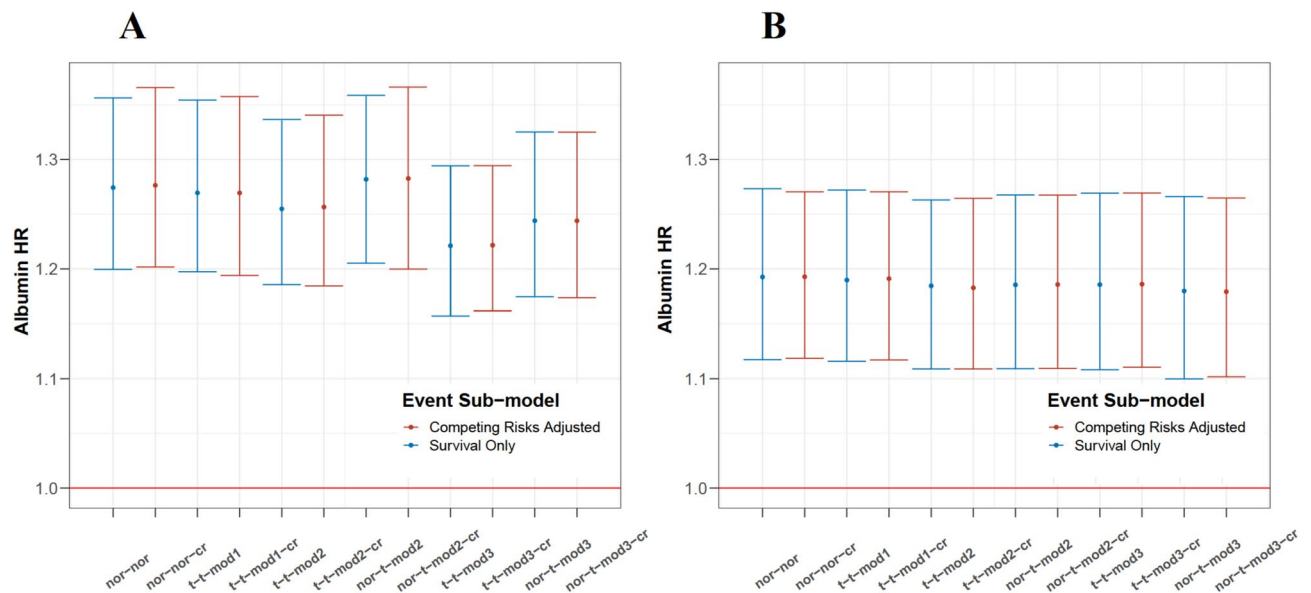 A
Albumin HR
1.3
1.2
1.1
1.0
Event Sub-model
Competing Risks Adjusted
Survival Only
nor-nor
nor-nor-cr
t-t-mod1
t-t-mod1-cr
t-t-mod2
t-t-mod2-cr
nor-t-mod2
nor-t-mod2-cr
t-t-mod3
t-t-mod3-cr
nor-t-mod3
nor-t-mod3-cr
B
Albumin HR
1.3
1.2
1.1
1.0
Event Sub-model
Competing Risks Adjusted
Survival Only
nor-nor
nor-nor-cr
t-t-mod1
t-t-mod1-cr
t-t-mod2
t-t-mod2-cr
nor-t-mod2
nor-t-mod2-cr
t-t-mod3
t-t-mod3-cr
nor-t-mod3
nor-t-mod3-cr